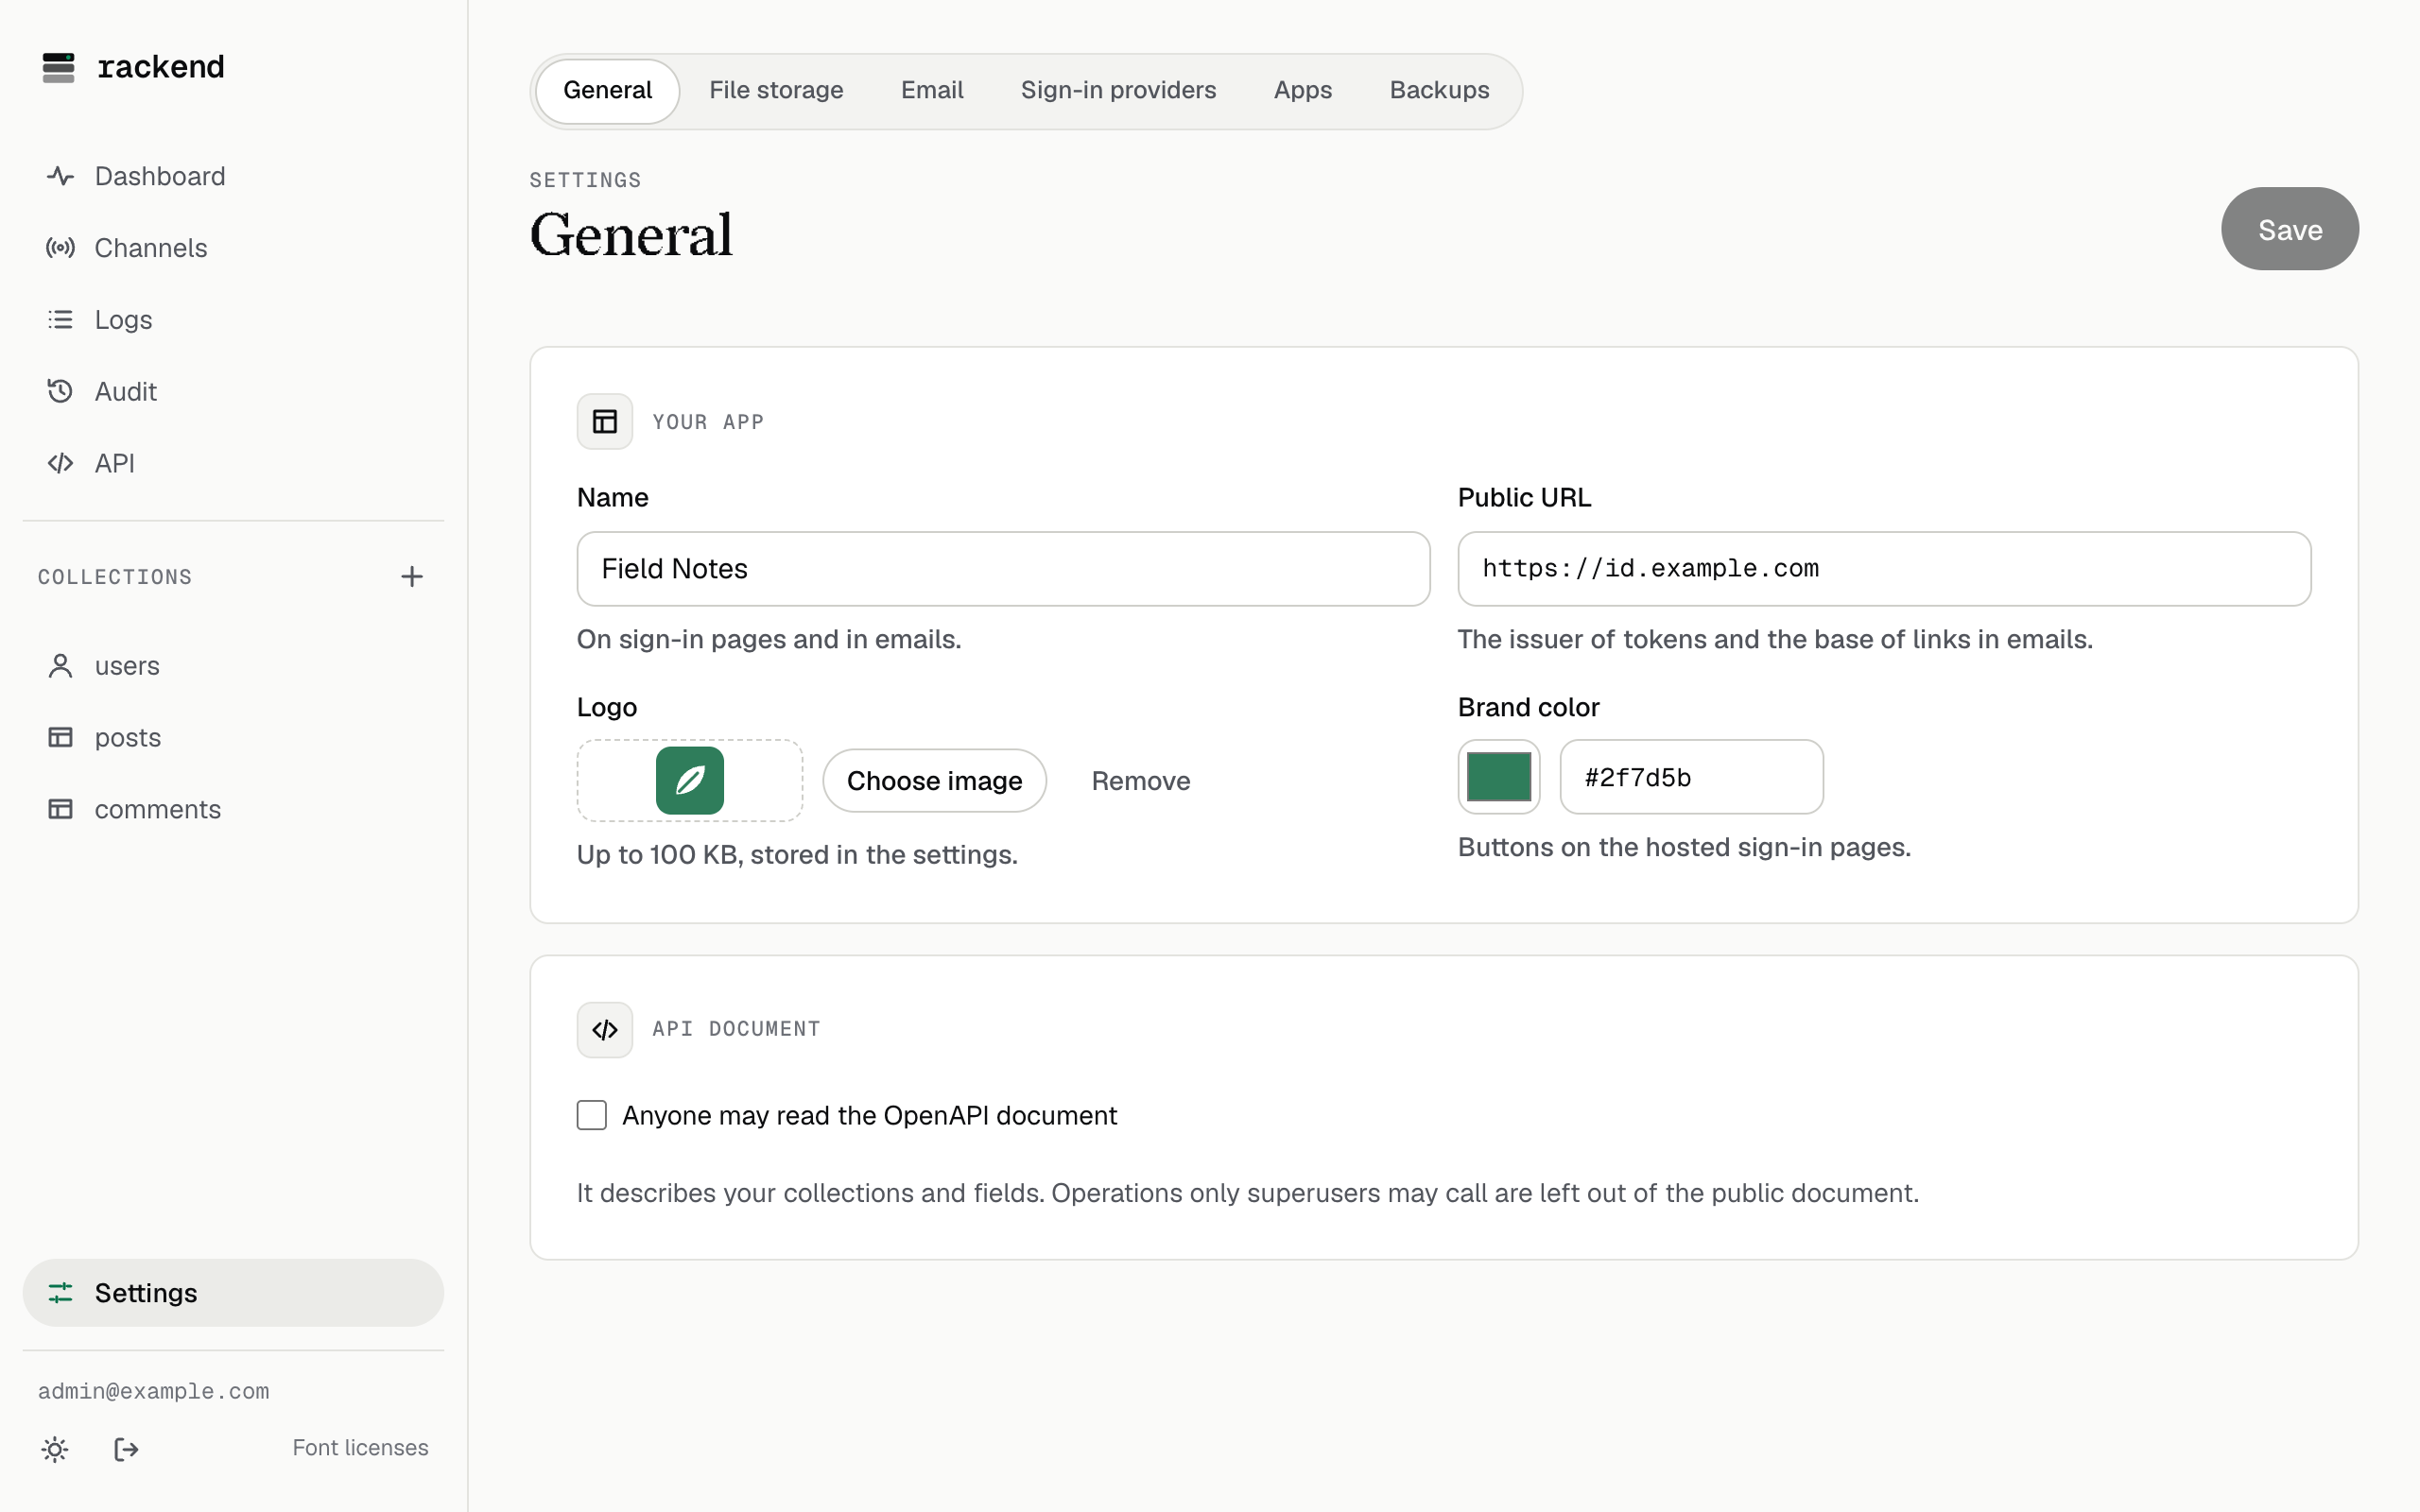 rackend
Dashboard
Channels
Logs
Audit
API
COLLECTIONS
users
posts
comments
Settings
admin@example.com
Font licenses
General File storage Email Sign-in providers Apps Backups
SETTINGS
General
Save
YOUR APP
Name
Field Notes
On sign-in pages and in emails.
Public URL
https://id.example.com
The issuer of tokens and the base of links in emails.
Logo
Choose image Remove
Up to 100 KB, stored in the settings.
Brand color
#2f7d5b
Buttons on the hosted sign-in pages.
API DOCUMENT
Anyone may read the OpenAPI document
It describes your collections and fields. Operations only superusers may call are left out of the public document.